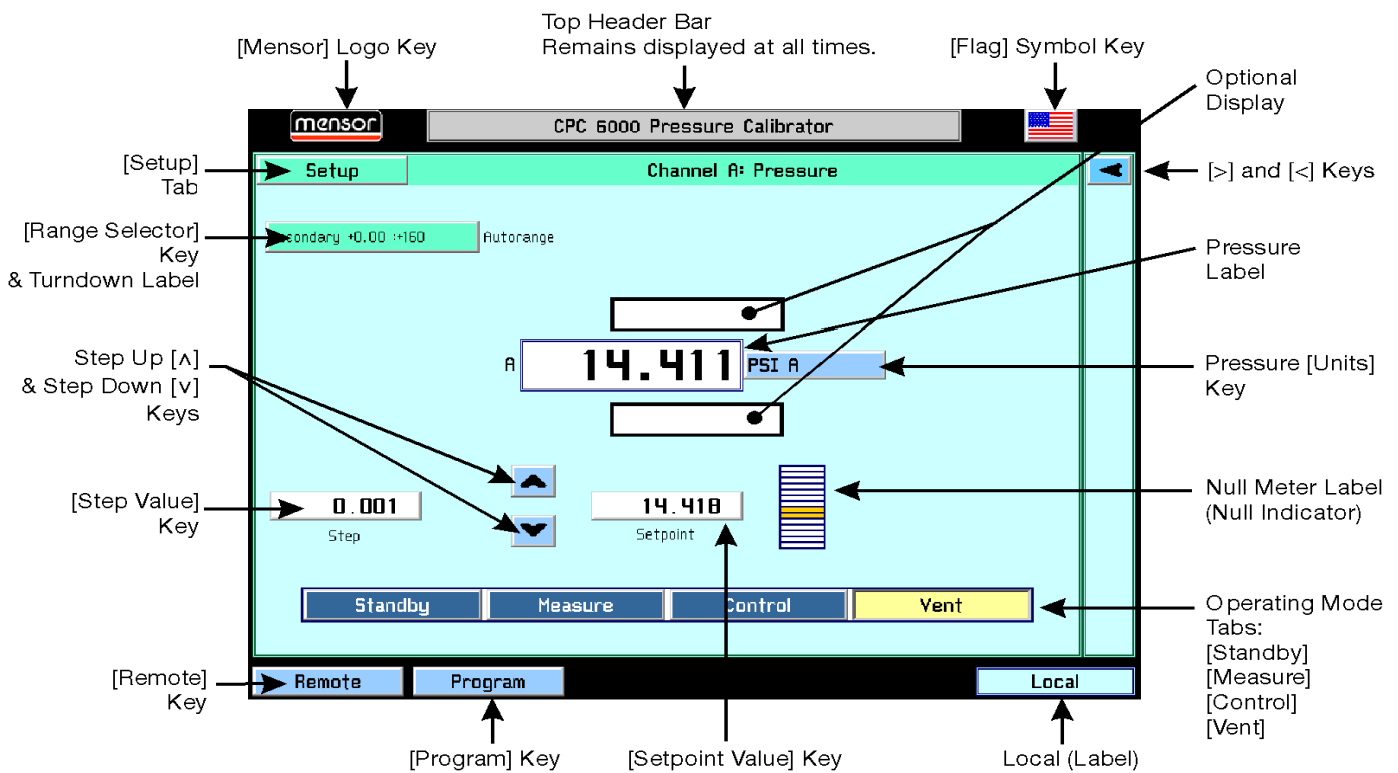 Top Header Bar
Remains displayed at all times.
[Mensor] Logo Key
[Flag] Symbol Key
Optional
Display
mensor
CPC 6000 Pressure Calibrator
[Setup]
Tab
Setup
Channel A: Pressure
[>] and [<] Keys
[Range Selector]
Key
& Turndown Label
condary +0.00 :+160
Autorange
Pressure
Label
Step Up [∧]
& Step Down [∨]
Keys
A
14.411
PSI A
Pressure [Units]
Key
[Step Value]
Key
0.001
Step
14.418
Setpoint
Null Meter Label
(Null Indicator)
Standby
Measure
Control
Vent
Operating Mode
Tabs:
[Standby]
[Measure]
[Control]
[Vent]
[Remote]
Key
Remote
Program
Local
[Program] Key
[Setpoint Value] Key
Local (Label)